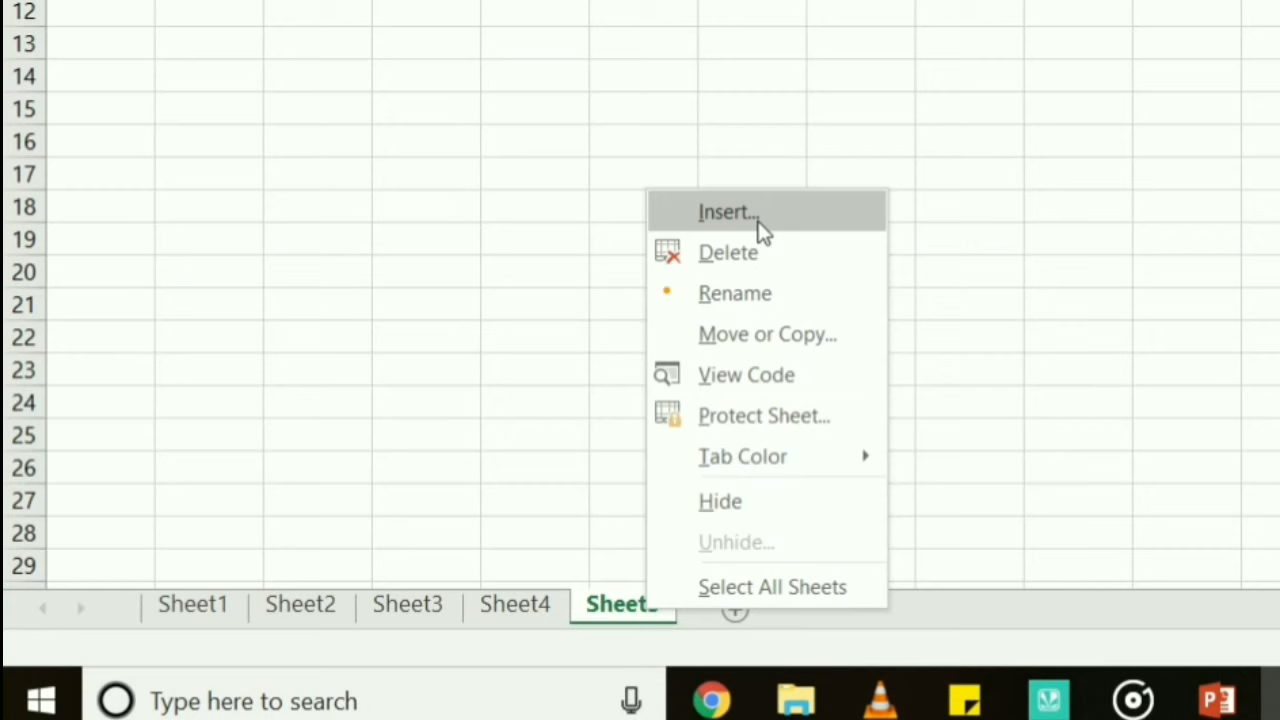 12
13
14
15
16
17
18
19
20
21
22
23
24
25
26
27
28
29
Insert...
Delete
Rename
Move or Copy...
View Code
Protect Sheet...
Tab Color
Hide
Unhide...
Select All Sheets
Sheet1 Sheet2 Sheet3 Sheet4
Type here to search